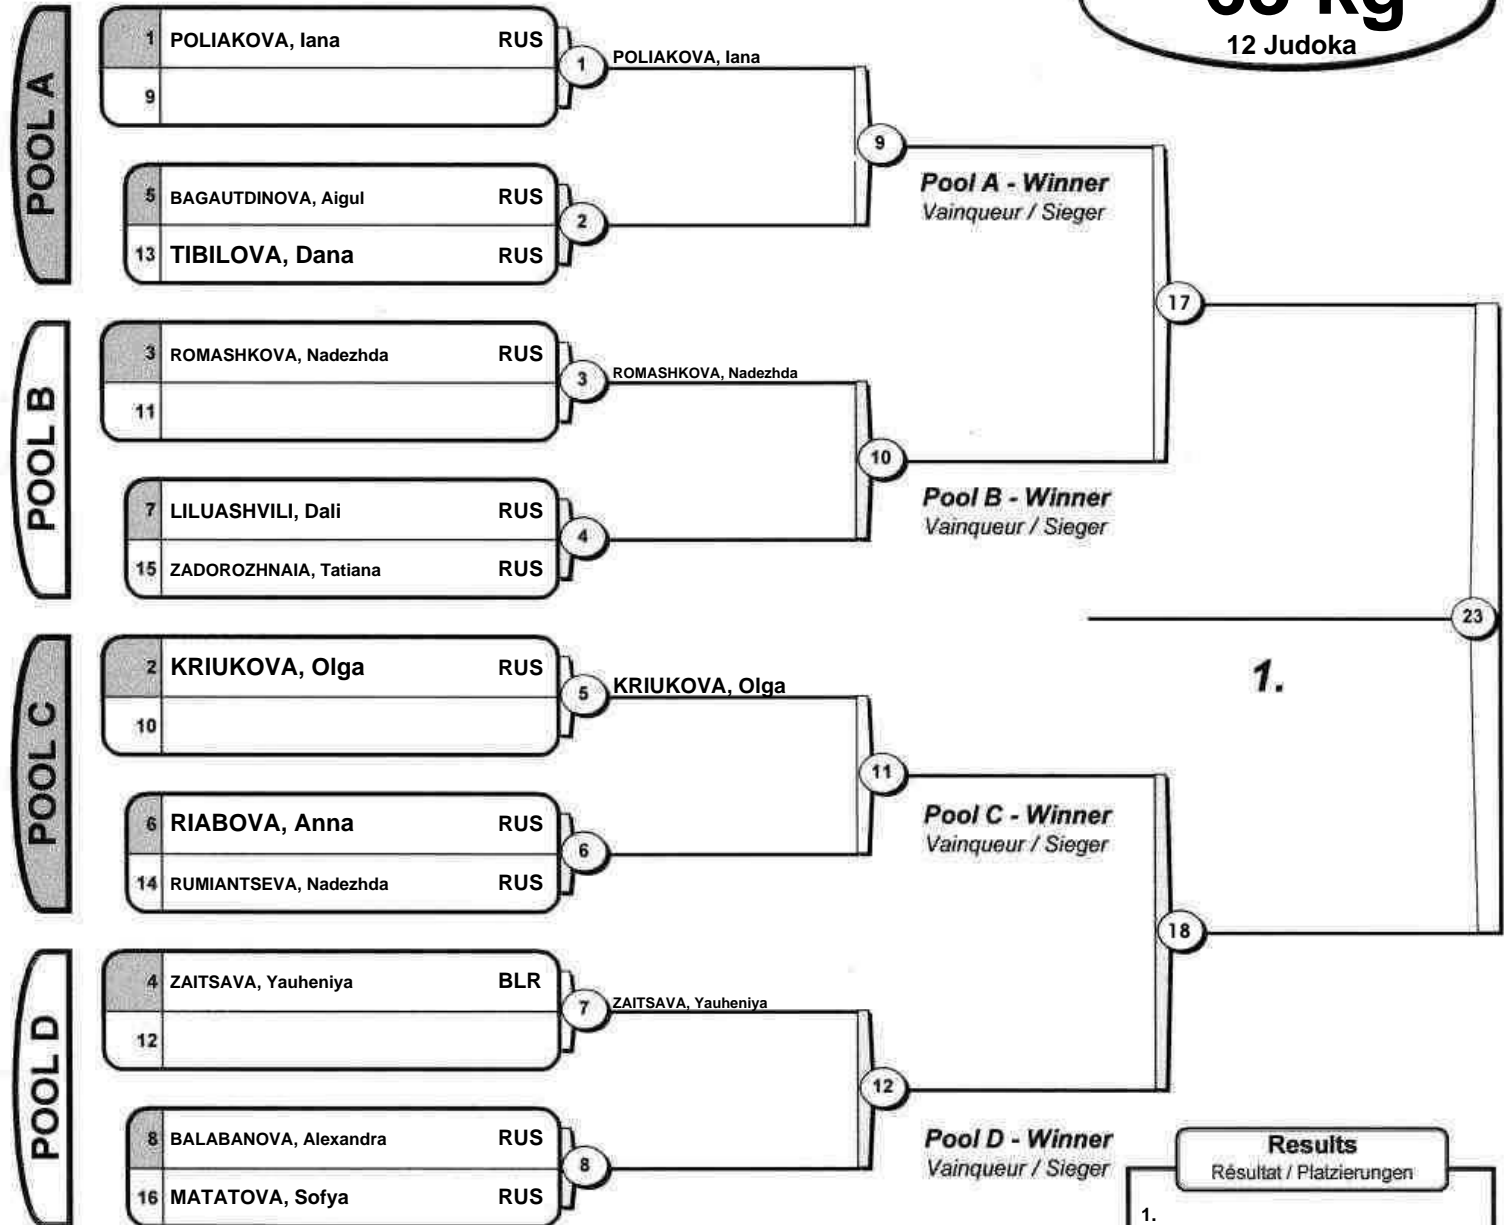 63 kg
12 Judoka
POOL A
1 POLIAKOVA, Iana RUS
9
1 POLIAKOVA, Iana
5 BAGAUTDINOVA, Aigul RUS
13 TIBILOVA, Dana RUS
2
9
Pool A - Winner
Vainqueur / Sieger
17
POOL B
3 ROMASHKOVA, Nadezhda RUS
11
3 ROMASHKOVA, Nadezhda
7 LILUASHVILI, Dali RUS
15 ZADOROZHNAIA, Tatiana RUS
4
10
Pool B - Winner
Vainqueur / Sieger
23
1.
POOL C
2 KRIUKOVA, Olga RUS
10
5 KRIUKOVA, Olga
6 RIABOVA, Anna RUS
14 RUMIANTSEVA, Nadezhda RUS
6
11
Pool C - Winner
Vainqueur / Sieger
18
POOL D
4 ZAITSAVA, Yauheniya BLR
12
7 ZAITSAVA, Yauheniya
8 BALABANOVA, Alexandra RUS
16 MATATOVA, Sofya RUS
8
12
Pool D - Winner
Vainqueur / Sieger
Results
Résultat / Platzierungen
1.